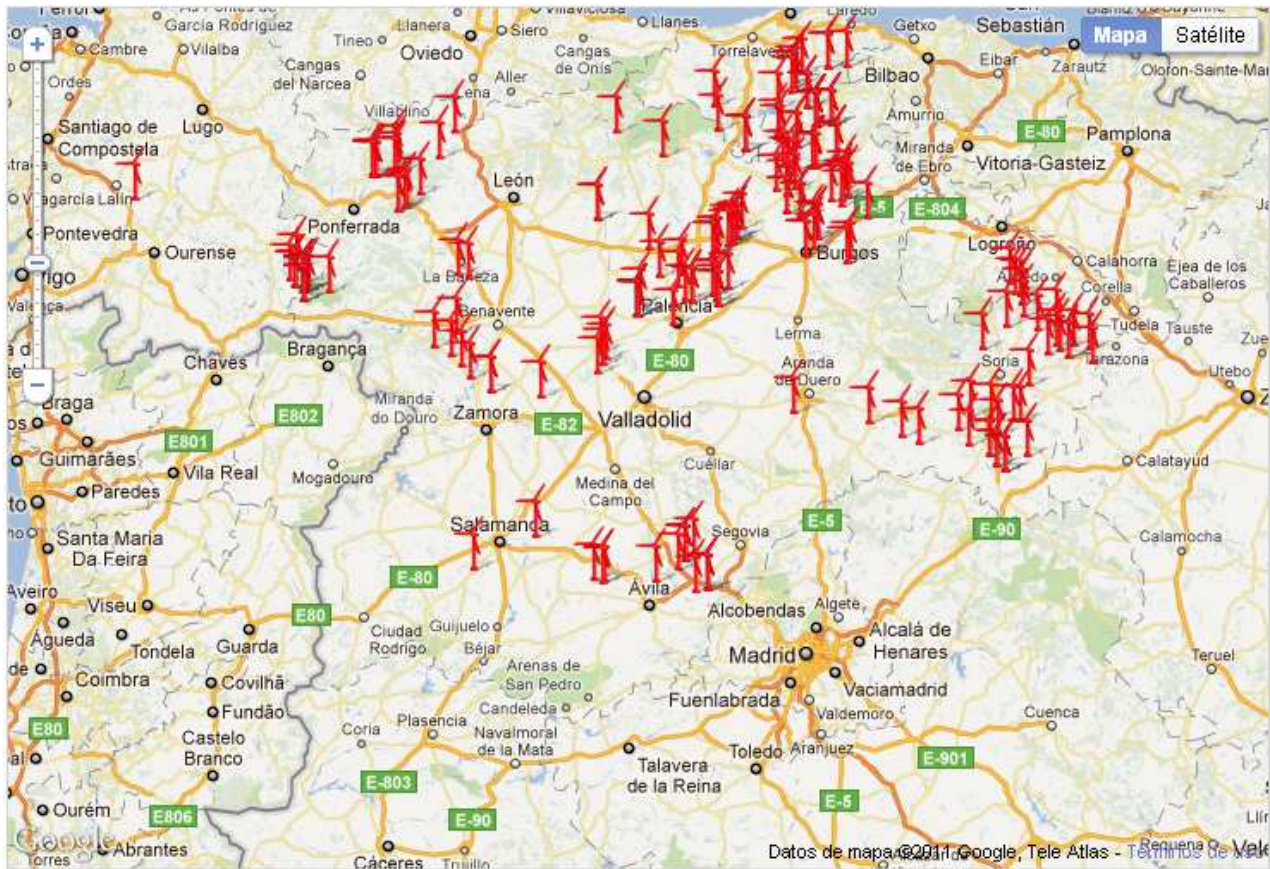 García Rodríguez
Cambre
Vilalba
Ordes
Lugo
Santiago de
Compostela
Pontevedra
Ourense
Tineo
Llanera
Siero
Villaviciosa
Llanes
Oviedo
Cangas
del Narcea
Cangas
de Onís
Aller
Villablino
León
Ponferrada
La Bañeza
Benavente
Laredo
Getxo
San
Sebastián
Mapa
Satélite
Bilbao
Eibar
Zarautz
Oloron-Sainte-Mar
Amurrio
E-80
Pamplona
Miranda
de Ebro
Vitoria-Gasteiz
E-804
Logroño
Burgos
Calahorra
Ejea de los
Caballeros
Corella
Tudela
Tauste
Tarazona
Soria
Utebo
Palencia
Lerma
E-80
Aranda
de Duero
Chaves
Bragança
Miranda
do Douro
Zamora
Valladolid
E-82
Braga
E802
E801
Guimarães
Vila Real
Mogadouro
Paredes
Cuéllar
Medina del
Campo
Calatayud
Santa Maria
Da Feira
Salamanca
Segovia
E-5
E-90
Calamocha
E-80
Ávila
Aveiro
Viseu
E80
Alcobendas
Algete
Águeda
Tondela
Guarda
Ciudad
Rodrigo
Guijuelo
Béjar
Alcalá de
Henares
Madrid
Arenas de
San Pedro
Teruel
Coimbra
Covilhã
Candeleda
Fuenlabrada
Vaciamadrid
E80
Fundão
Valdemoro
Cuenca
Coria
Plasencia
Navalmoral
de la Mata
Castelo
Branco
Talavera
de la Reina
Toledo
Aranjuez
E-901
E-803
E-5
Ourém
E806
E-90
Google
Abrantes
Cáceres
Trujillo
Requena
Datos de mapa ©2011 Google, Tele Atlas - Términos de uso